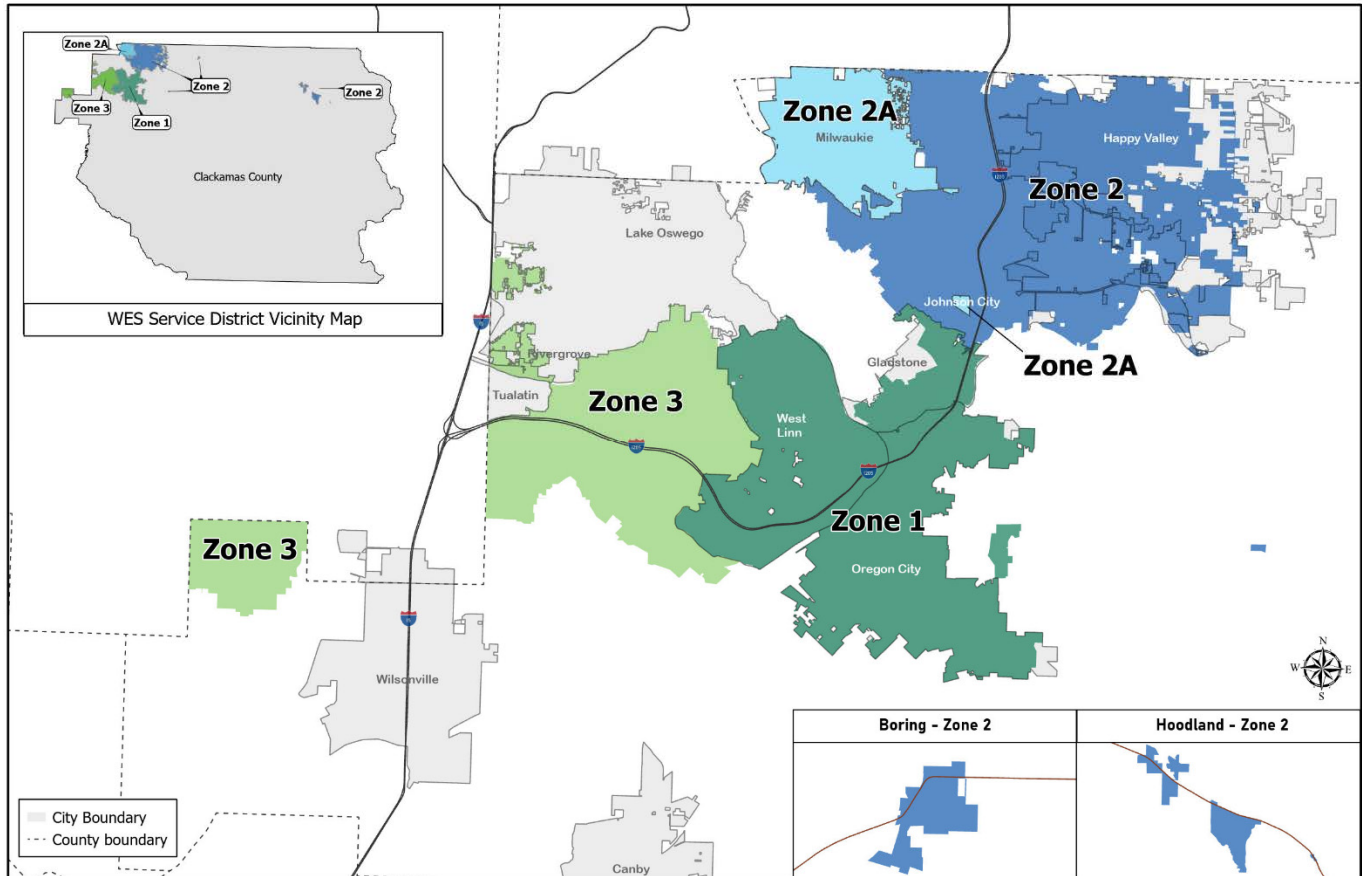 Zone 2A
Zone 2
Zone 2
Zone 3
Zone 1
Clackamas County
WES Service District Vicinity Map
Zone 2A
Milwaukie
Happy Valley
Zone 2
Lake Oswego
Johnson City
Zone 2A
Rivergrove
Gladstone
Tualatin
Zone 3
West
Linn
Zone 1
Zone 3
Oregon City
Wilsonville
N
W
E
S
City Boundary
County boundary
Canby
Boring - Zone 2
Hoodland - Zone 2